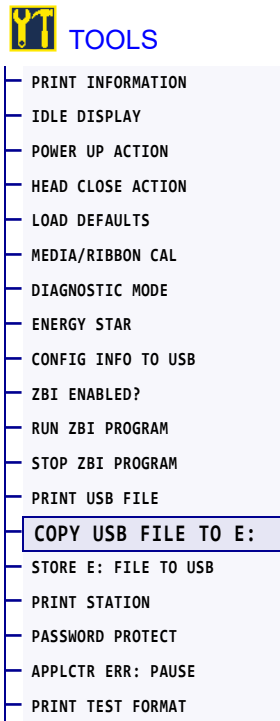 TOOLS
PRINT INFORMATION
IDLE DISPLAY
POWER UP ACTION
HEAD CLOSE ACTION
LOAD DEFAULTS
MEDIA/RIBBON CAL
DIAGNOSTIC MODE
ENERGY STAR
CONFIG INFO TO USB
ZBI ENABLED?
RUN ZBI PROGRAM
STOP ZBI PROGRAM
PRINT USB FILE
COPY USB FILE TO E:
STORE E: FILE TO USB
PRINT STATION
PASSWORD PROTECT
APPLCTR ERR: PAUSE
PRINT TEST FORMAT